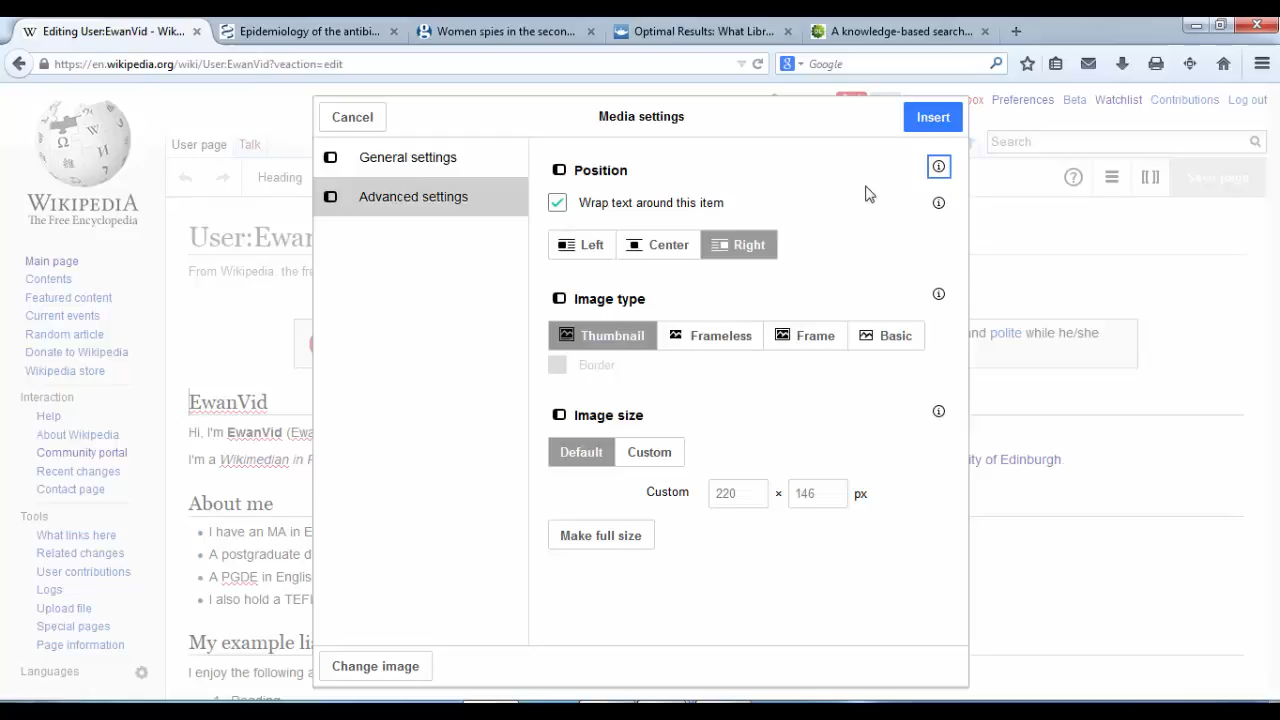 Editing User:EwanVid - Wik...
Epidemiology of the antibi...
Women spies in the secon...
Optimal Results: What Libr...
A knowledge-based search...
https://en.wikipedia.org/wiki/User:EwanVid?veaction=edit
Google
WIKIPEDIA
The Free Encyclopedia
Main page
Contents
Featured content
Current events
Random article
Donate to Wikipedia
Wikipedia store
Interaction
Help
About Wikipedia
Community portal
Recent changes
Contact page
Tools
What links here
Related changes
User contributions
Logs
Upload file
Special pages
Page information
Languages
Preferences
Beta
Watchlist
Contributions
Log out
User page
Talk
Search
Heading
Save page
User:Ewa
From Wikipedia, the fre
and polite while he/she
EwanVid
Hi, I'm EwanVid (Ewa
I'm a Wikimedian in
ity of Edinburgh.
About me
I have an MA in E
A postgraduate d
A PGDE in Englis
I also hold a TEFL
My example li
I enjoy the following a
1. Reading
Cancel
Media settings
Insert
General settings
Advanced settings
Position
Wrap text around this item
Left
Center
Right
Image type
Thumbnail
Frameless
Frame
Basic
Border
Image size
Default
Custom
Custom 220 × 146 px
Make full size
Change image